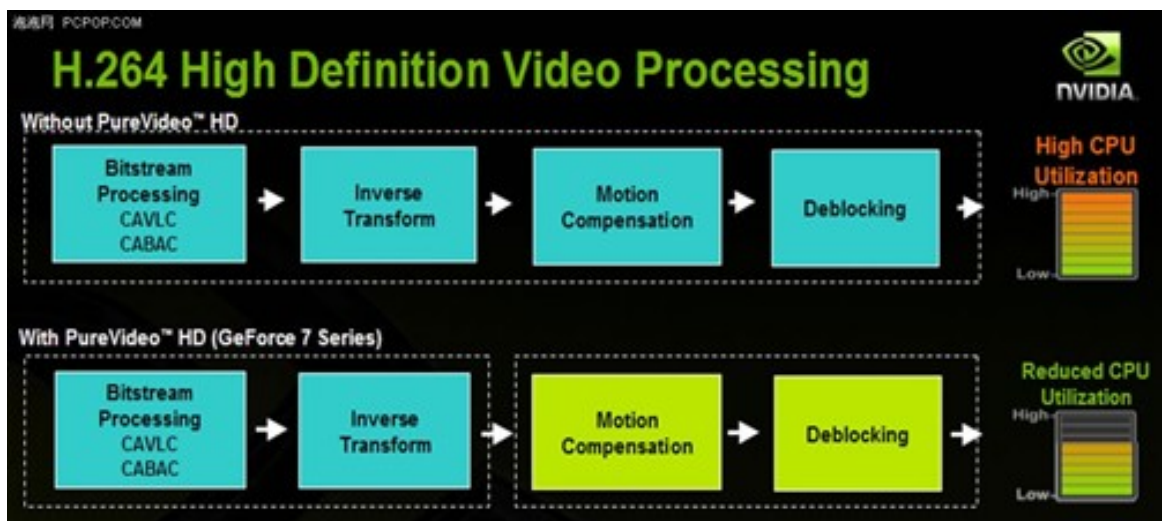 泡泡网 PCPOP.COM
H.264 High Definition Video Processing
NVIDIA
Without PureVideo™ HD
Bitstream
Processing
CAVLC
CABAC
Inverse
Transform
Motion
Compensation
Deblocking
High CPU
Utilization
High
Low
With PureVideo™ HD (GeForce 7 Series)
Bitstream
Processing
CAVLC
CABAC
Inverse
Transform
Motion
Compensation
Deblocking
Reduced CPU
Utilization
High
Low